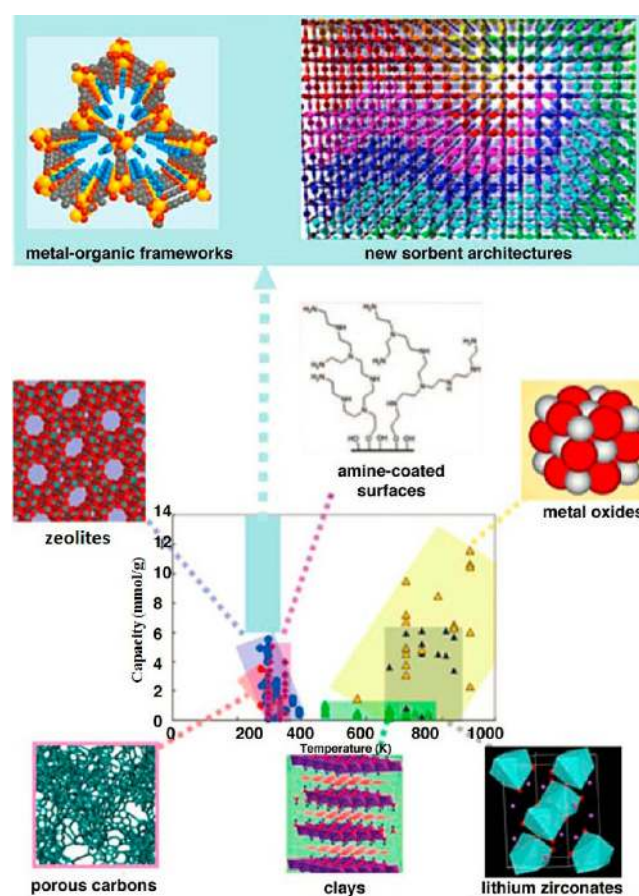 metal-organic frameworks
new sorbent architectures
amine-coated
surfaces
zeolites
metal oxides
Capacity (mmol/g)
14
12
10
8
6
4
2
0
0
200
400
600
800
1000
Temperature (K)
porous carbons
clays
lithium zirconates